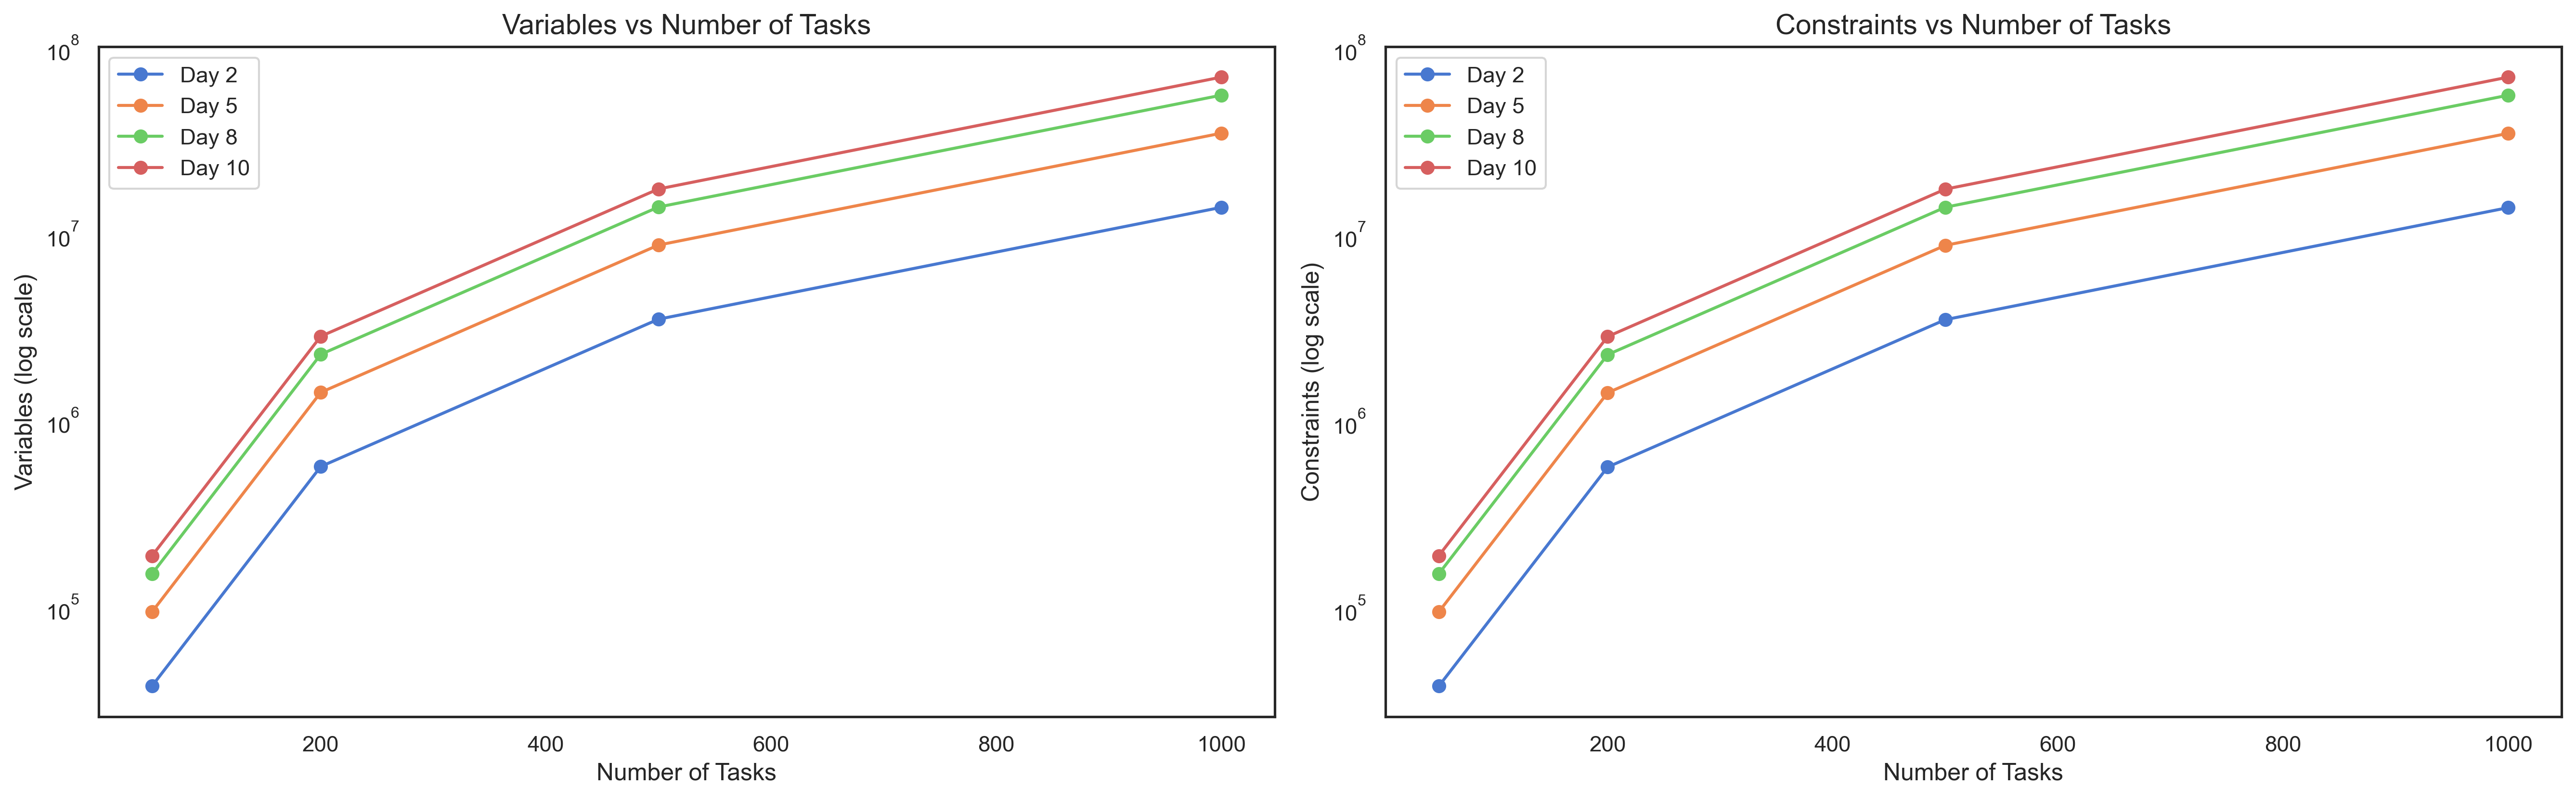 Variables vs Number of Tasks
10^8
10^7
10^6
10^5
Variables (log scale)
Day 2
Day 5
Day 8
Day 10
200 400 600 800 1000
Number of Tasks
Constraints vs Number of Tasks
10^8
10^7
10^6
10^5
Constraints (log scale)
Day 2
Day 5
Day 8
Day 10
200 400 600 800 1000
Number of Tasks